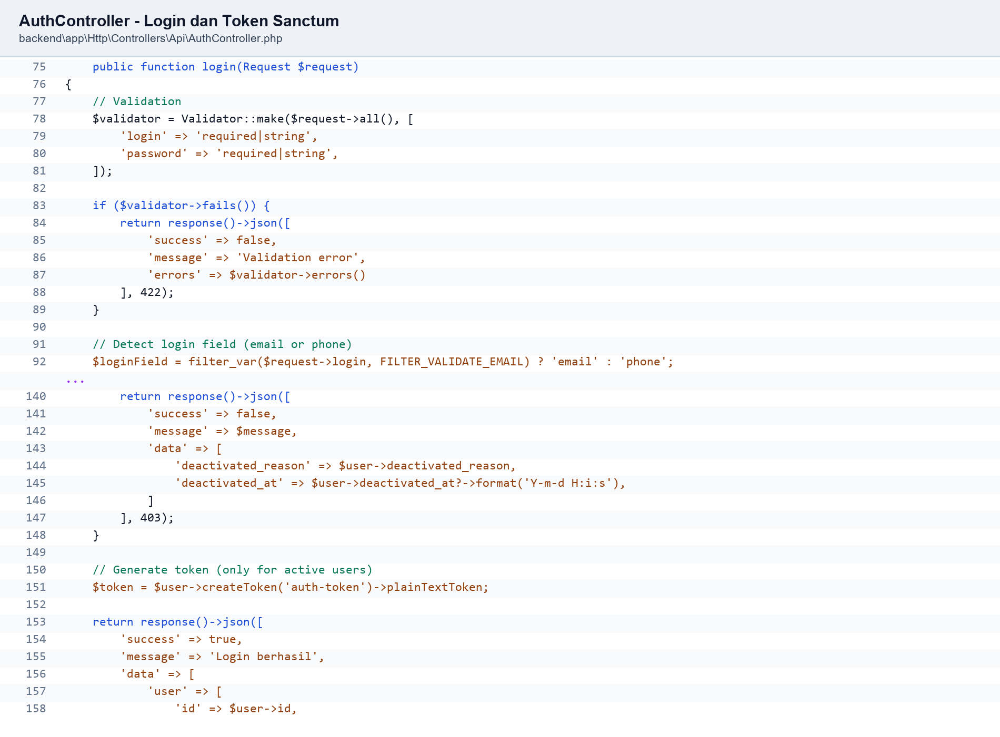 AuthController - Login dan Token Sanctum
backend\app\Http\Controllers\Api\AuthController.php
75 public function login(Request $request)
76 {
77 // Validation
78 $validator = Validator::make($request->all(), [
79 'login' => 'required|string',
80 'password' => 'required|string',
81 ]);
82
83 if ($validator->fails()) {
84 return response()->json([
85 'success' => false,
86 'message' => 'Validation error',
87 'errors' => $validator->errors()
88 ], 422);
89 }
90
91 // Detect login field (email or phone)
92 $loginField = filter_var($request->login, FILTER_VALIDATE_EMAIL) ? 'email' : 'phone';
...
140 return response()->json([
141 'success' => false,
142 'message' => $message,
143 'data' => [
144 'deactivated_reason' => $user->deactivated_reason,
145 'deactivated_at' => $user->deactivated_at?->format('Y-m-d H:i:s'),
146 ]
147 ], 403);
148 }
149
150 // Generate token (only for active users)
151 $token = $user->createToken('auth-token')->plainTextToken;
152
153 return response()->json([
154 'success' => true,
155 'message' => 'Login berhasil',
156 'data' => [
157 'user' => [
158 'id' => $user->id,